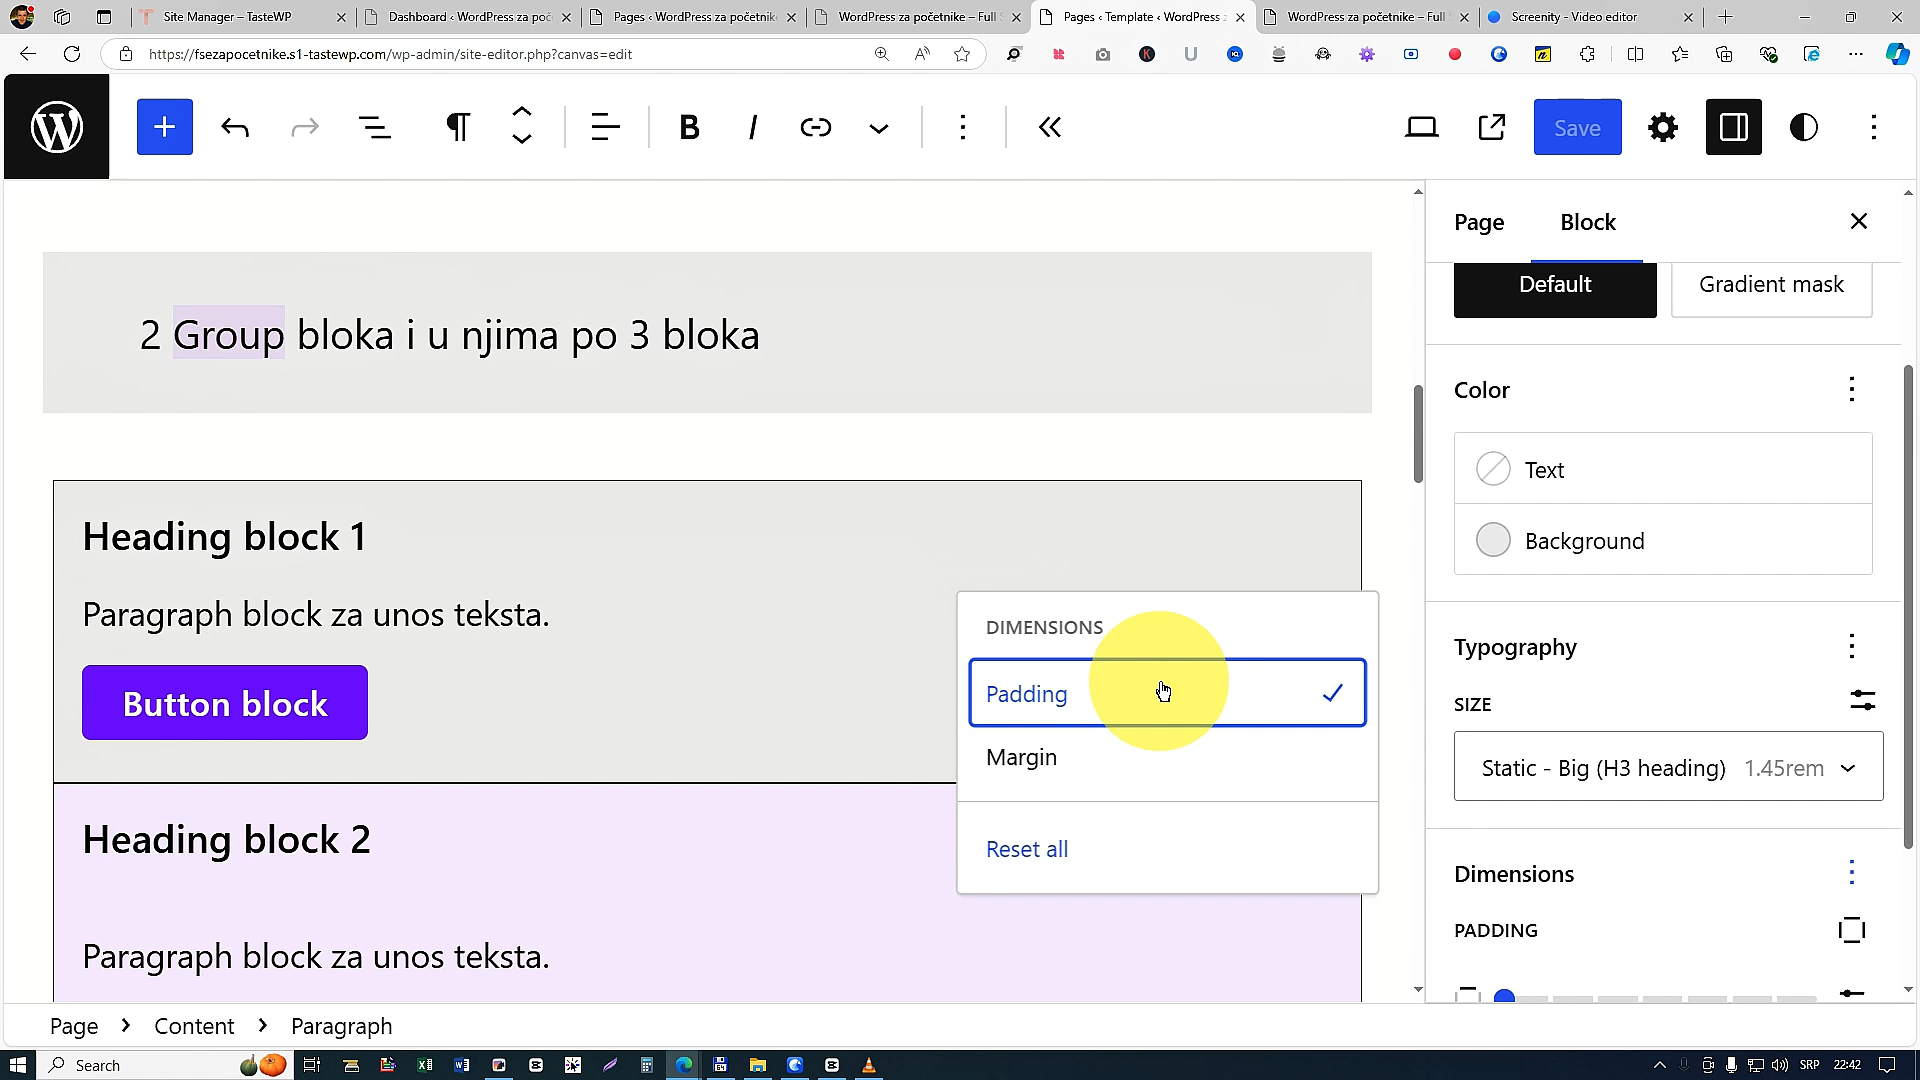 Site Manager – TasteWP
Dashboard ‹ WordPress za poč
Pages ‹ WordPress za početnike
WordPress za početnike – Full S
Pages ‹ Template ‹ WordPress z
WordPress za početnike – Full
Screenity - Video editor
https://fsezapocetnike.s1-tastewp.com/wp-admin/site-editor.php?canvas=edit
Save
Page
Block
Default
Gradient mask
2 Group bloka i u njima po 3 bloka
Color
Text
Background
Heading block 1
Paragraph block za unos teksta.
Button block
DIMENSIONS
Padding
Margin
Reset all
Typography
SIZE
Static - Big (H3 heading) 1.45rem
Heading block 2
Paragraph block za unos teksta.
Dimensions
PADDING
Page > Content > Paragraph
Search
SRP
22:42